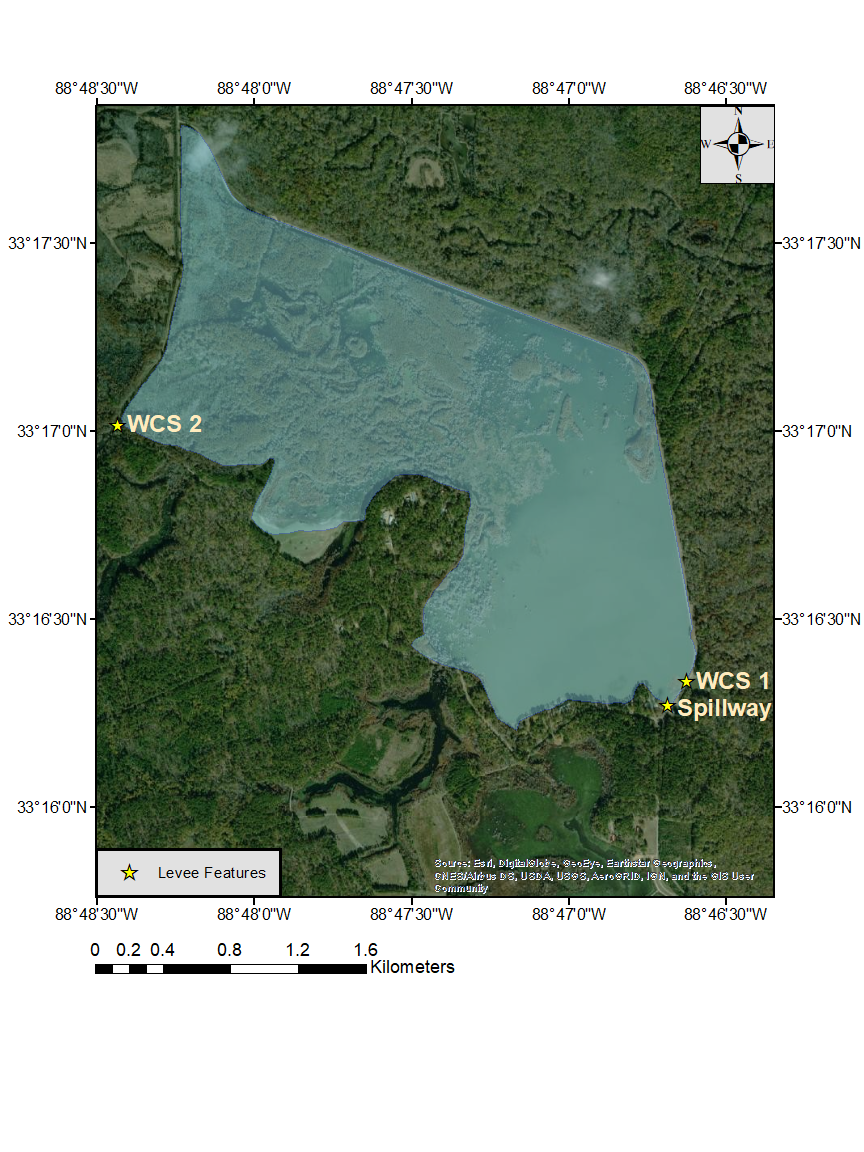 88°48'30"W 88°48'0"W 88°47'30"W 88°47'0"W 88°46'30"W
N
W E
S
33°17'30"N 33°17'30"N
33°17'0"N 33°17'0"N
WCS 2
33°16'30"N 33°16'30"N
WCS 1
Spillway
33°16'0"N 33°16'0"N
Levee Features
Source: Esri, DigitalGlobe, GeoEye, Earthstar Geographics,
CNES/Airbus DS, USDA, USGS, AeroGRID, IGN, and the GIS User
Community
88°48'30"W 88°48'0"W 88°47'30"W 88°47'0"W 88°46'30"W
0 0.2 0.4 0.8 1.2 1.6
Kilometers